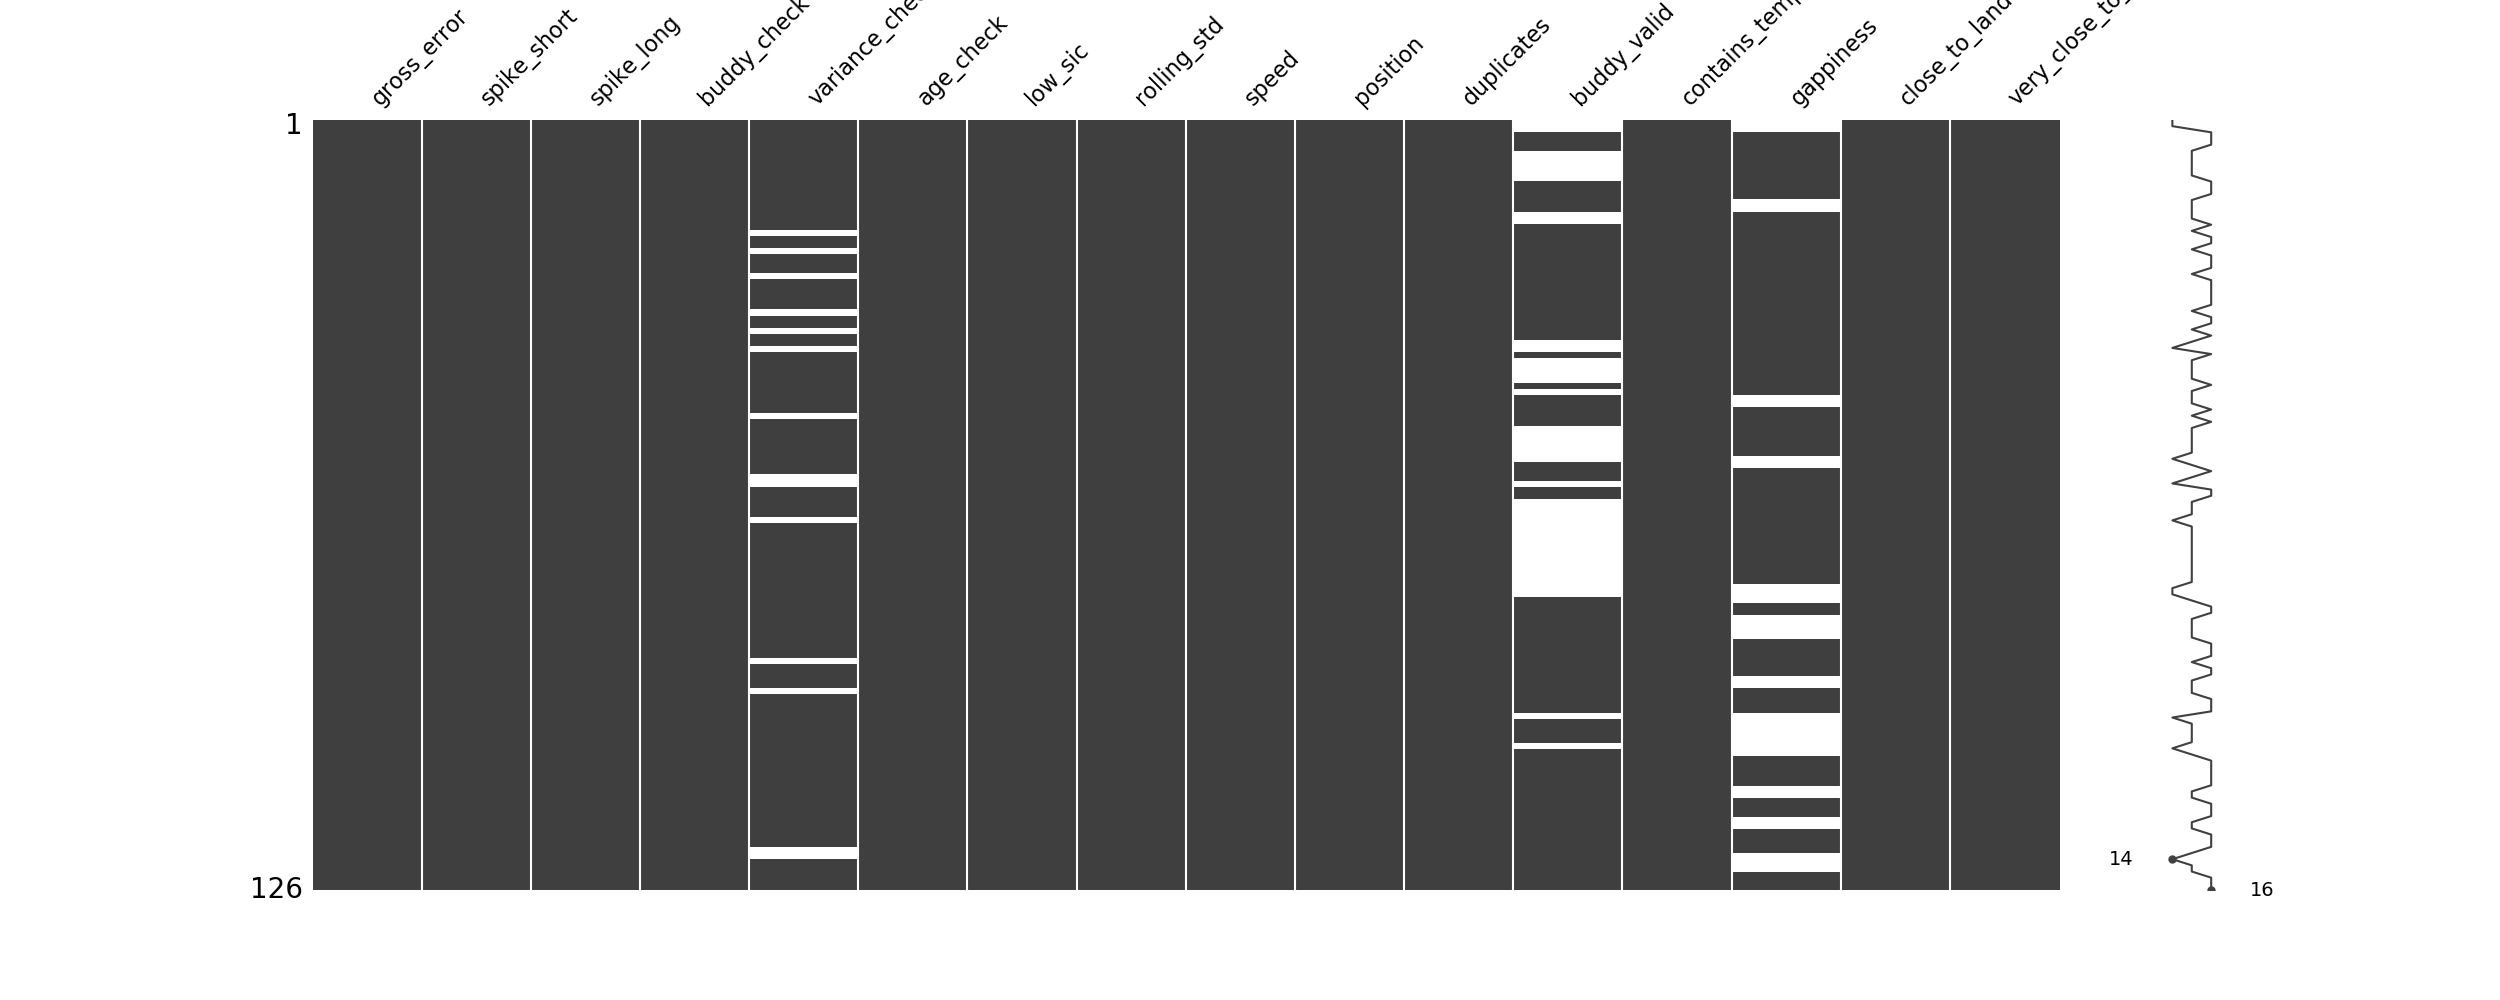 gross_error
spike_short
spike_long
buddy_check
variance_che
age_check
low_sic
rolling_std
speed
position
duplicates
buddy_valid
contains_temp
gappiness
close_to_land
very_close_to_
1
126
14
16